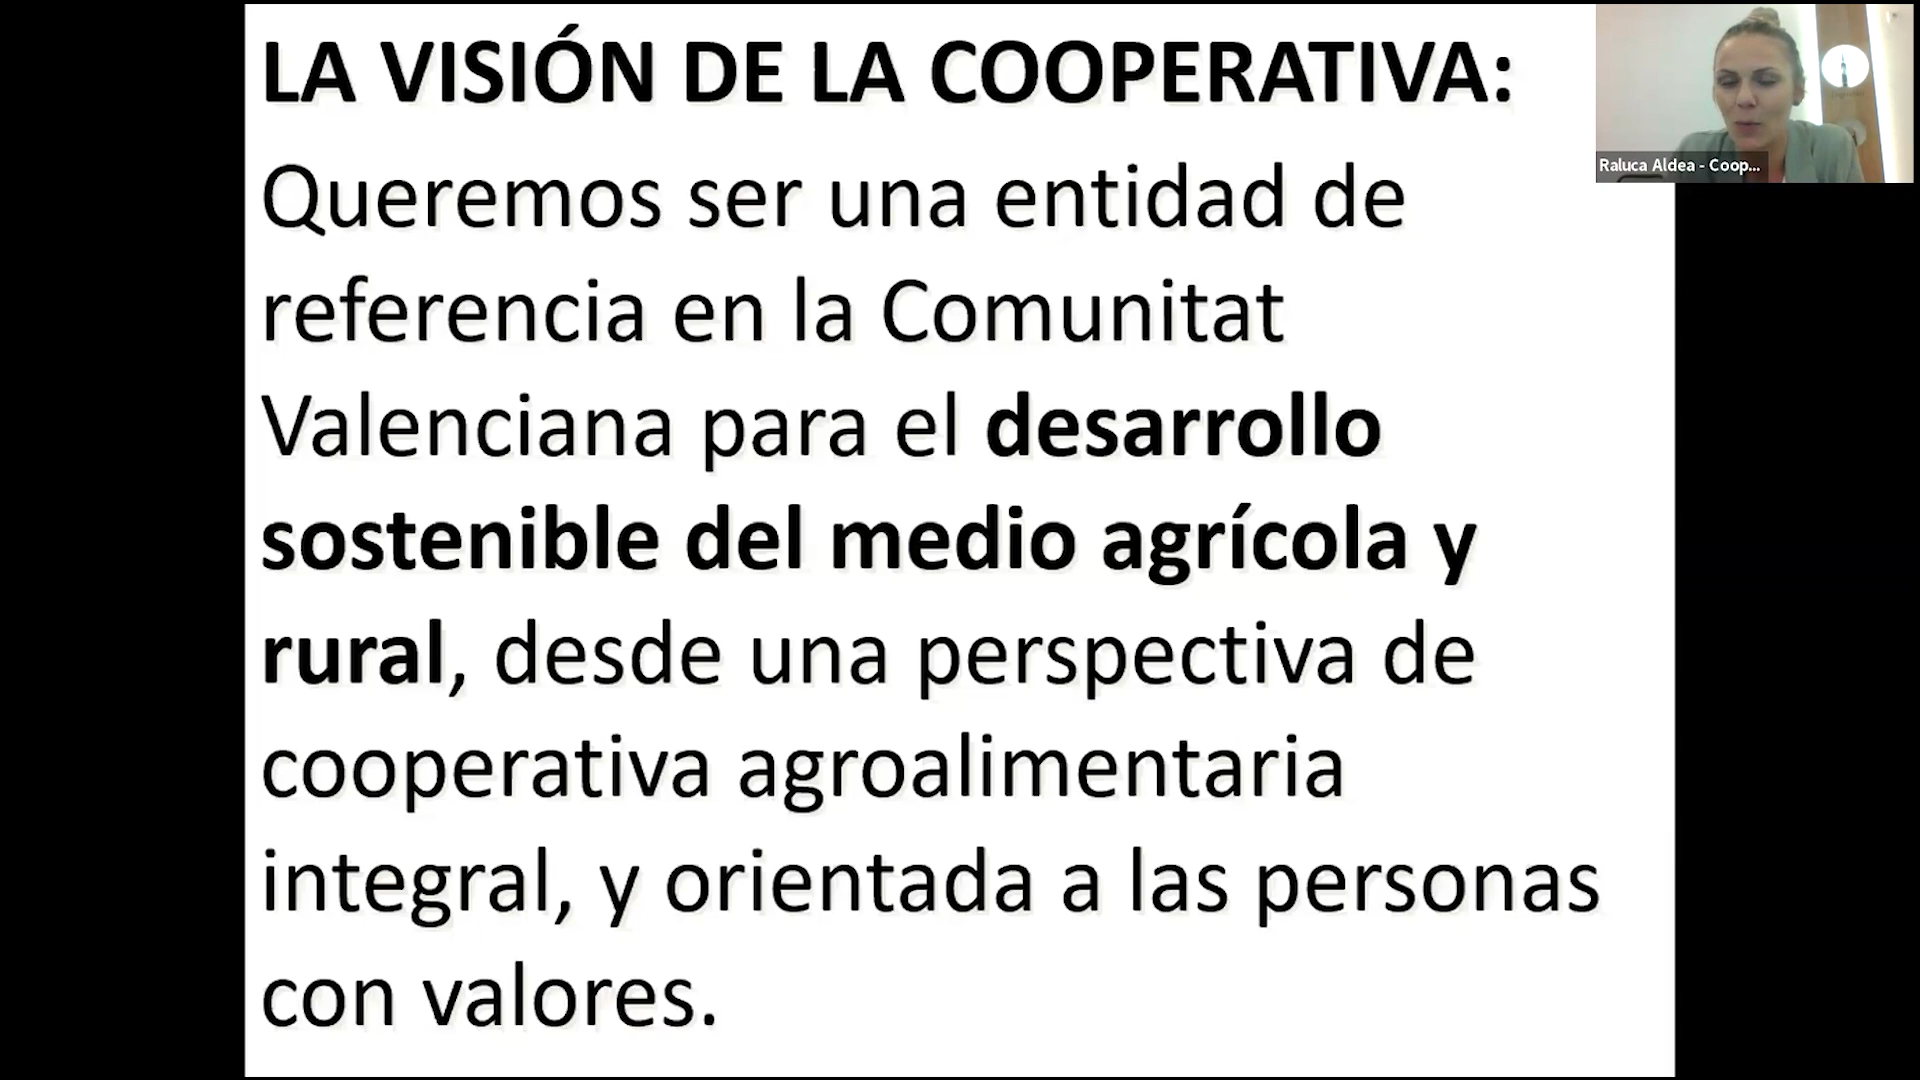 LA VISIÓN DE LA COOPERATIVA:
Queremos ser una entidad de
referencia en la Comunitat
Valenciana para el desarrollo
sostenible del medio agrícola y
rural, desde una perspectiva de
cooperativa agroalimentaria
integral, y orientada a las personas
con valores.
Raluca Aldea - Coop...